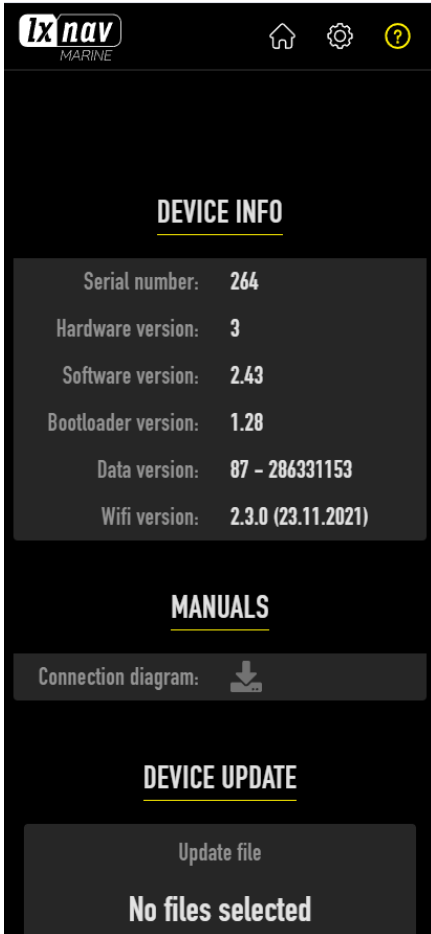 lx nav
MARINE
?
DEVICE INFO
Serial number: 264
Hardware version: 3
Software version: 2.43
Bootloader version: 1.28
Data version: 87 - 286331153
Wifi version: 2.3.0 (23.11.2021)
MANUALS
Connection diagram:
DEVICE UPDATE
Update file
No files selected